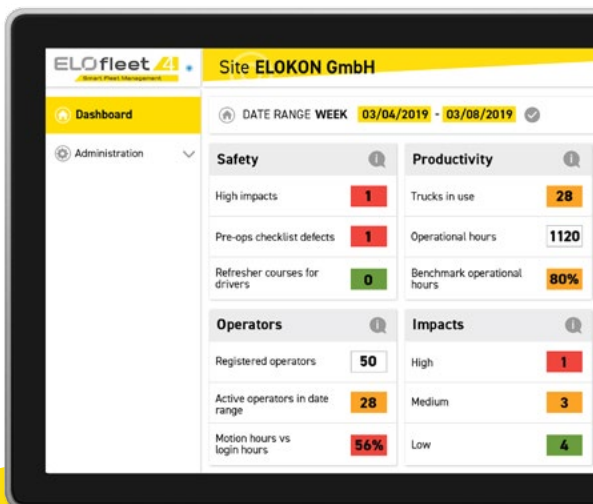 ELOfleet 4
Smart Fleet Management
Site ELOKON GmbH
Dashboard
Administration
DATE RANGE WEEK 03/04/2019 - 03/08/2019
Safety
High impacts 1
Pre-ops checklist defects 1
Refresher courses for
drivers 0
Productivity
Trucks in use 28
Operational hours 1120
Benchmark operational
hours 80%
Operators
Registered operators 50
Active operators in date
range 28
Motion hours vs
login hours 56%
Impacts
High 1
Medium 3
Low 4